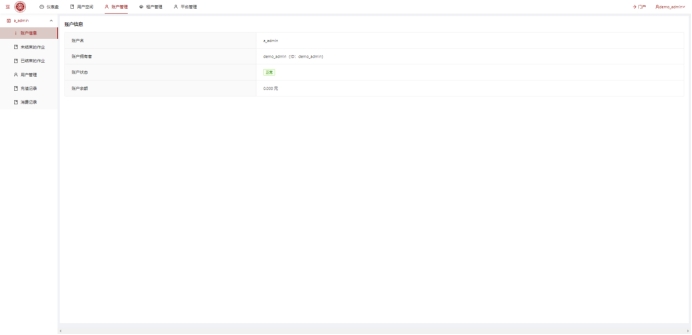 仪表盘
用户空间
账户管理
租户管理
平台管理
门户
demo_admin
a_admin
账户信息
未结束的作业
已结束的作业
用户管理
充值记录
消费记录
账户信息
账户名
a_admin
账户拥有者
demo_admin（ID：demo_admin）
账户状态
正常
账户余额
0.000 元